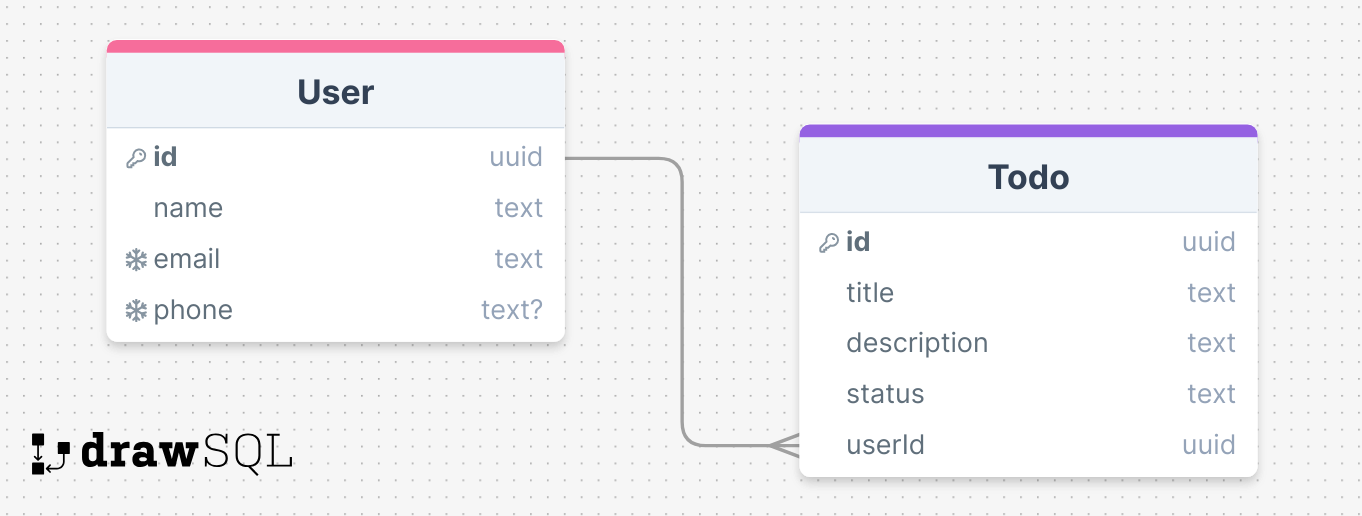 User
id uuid
name text
email text
phone text?
Todo
id uuid
title text
description text
status text
userId uuid
drawSQL